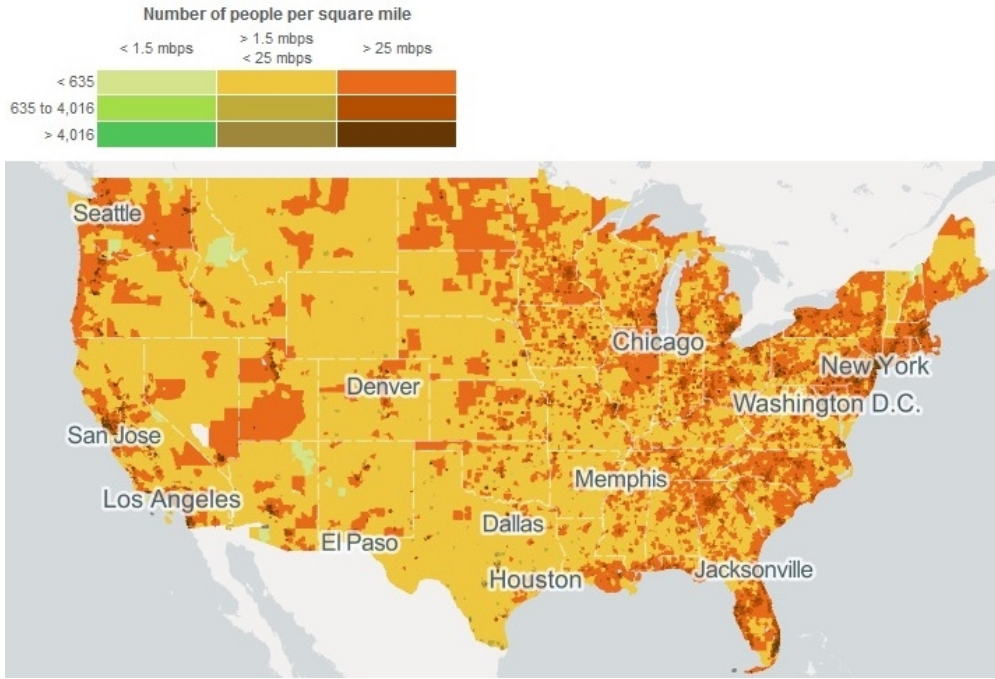 Number of people per square mile
< 1.5 mbps
> 1.5 mbps
< 25 mbps
> 25 mbps
< 635
635 to 4,016
> 4,016
Seattle
Chicago
New York
Denver
Washington D.C.
San Jose
Memphis
Los Angeles
Dallas
El Paso
Houston
Jacksonville